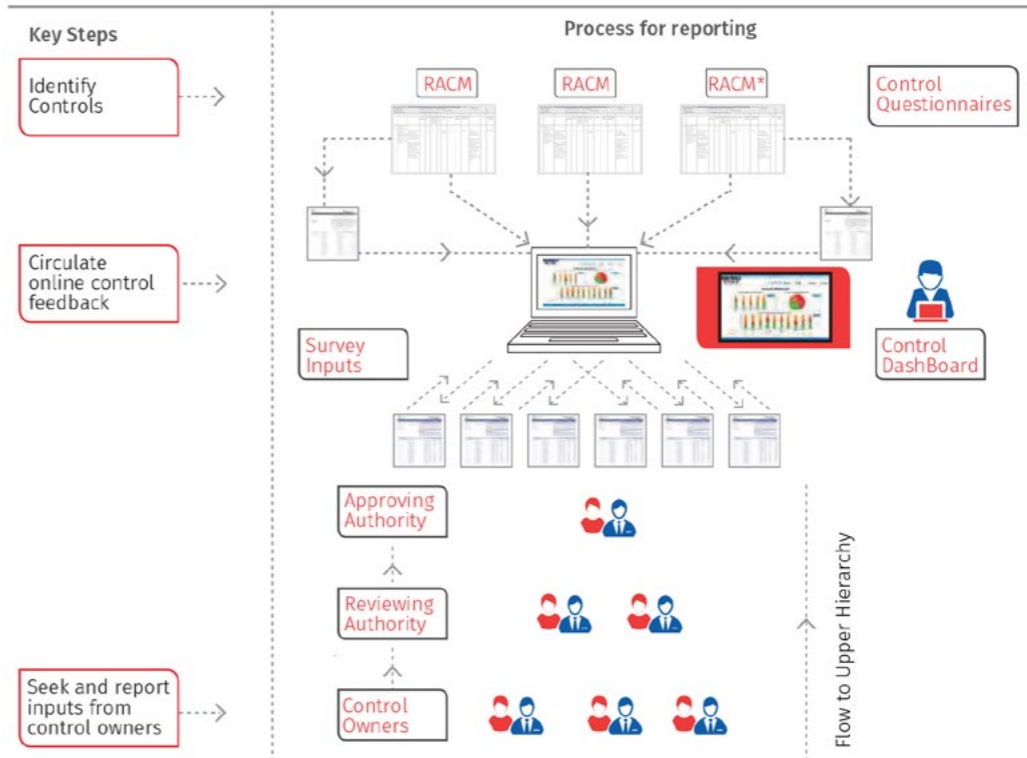 Key Steps
Process for reporting
Identify
Controls
RACM
RACM
RACM*
Control
Questionnaires
Circulate
online control
feedback
Survey
Inputs
Control
DashBoard
Approving
Authority
Reviewing
Authority
Seek and report
inputs from
control owners
Control
Owners
Flow to Upper Hierarchy